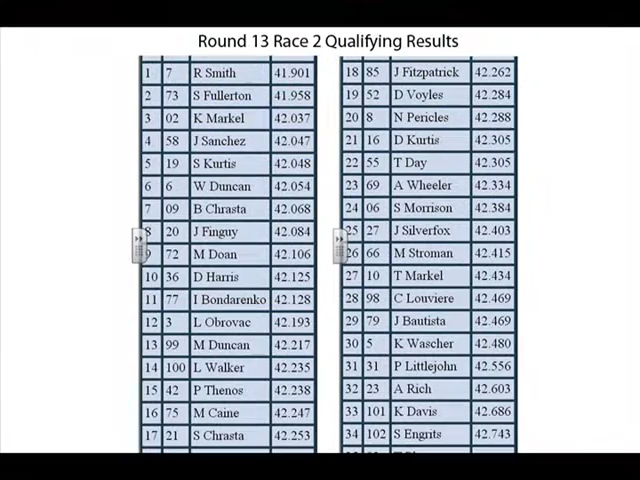 Round 13 Race 2 Qualifying Results
1 7 R Smith 41.901
2 73 S Fullerton 41.958
3 02 K Markel 42.037
4 58 J Sanchez 42.047
5 19 S Kurtis 42.048
6 6 W Duncan 42.054
7 09 B Chrasta 42.068
8 20 J Finguy 42.084
9 72 M Doan 42.106
10 36 D Harris 42.125
11 77 I Bondarenko 42.128
12 3 L Obrovac 42.193
13 99 M Duncan 42.217
14 100 L Walker 42.235
15 42 P Thenos 42.238
16 75 M Caine 42.247
17 21 S Chrasta 42.253
18 85 J Fitzpatrick 42.262
19 52 D Voyles 42.284
20 8 N Pericles 42.288
21 16 D Kurtis 42.305
22 55 T Day 42.305
23 69 A Wheeler 42.334
24 06 S Morrison 42.384
25 27 J Silverfox 42.403
26 66 M Stroman 42.415
27 10 T Markel 42.434
28 98 C Louviere 42.469
29 79 J Bautista 42.469
30 5 K Wascher 42.480
31 31 P Littlejohn 42.556
32 23 A Rich 42.603
33 101 K Davis 42.686
34 102 S Engrits 42.743